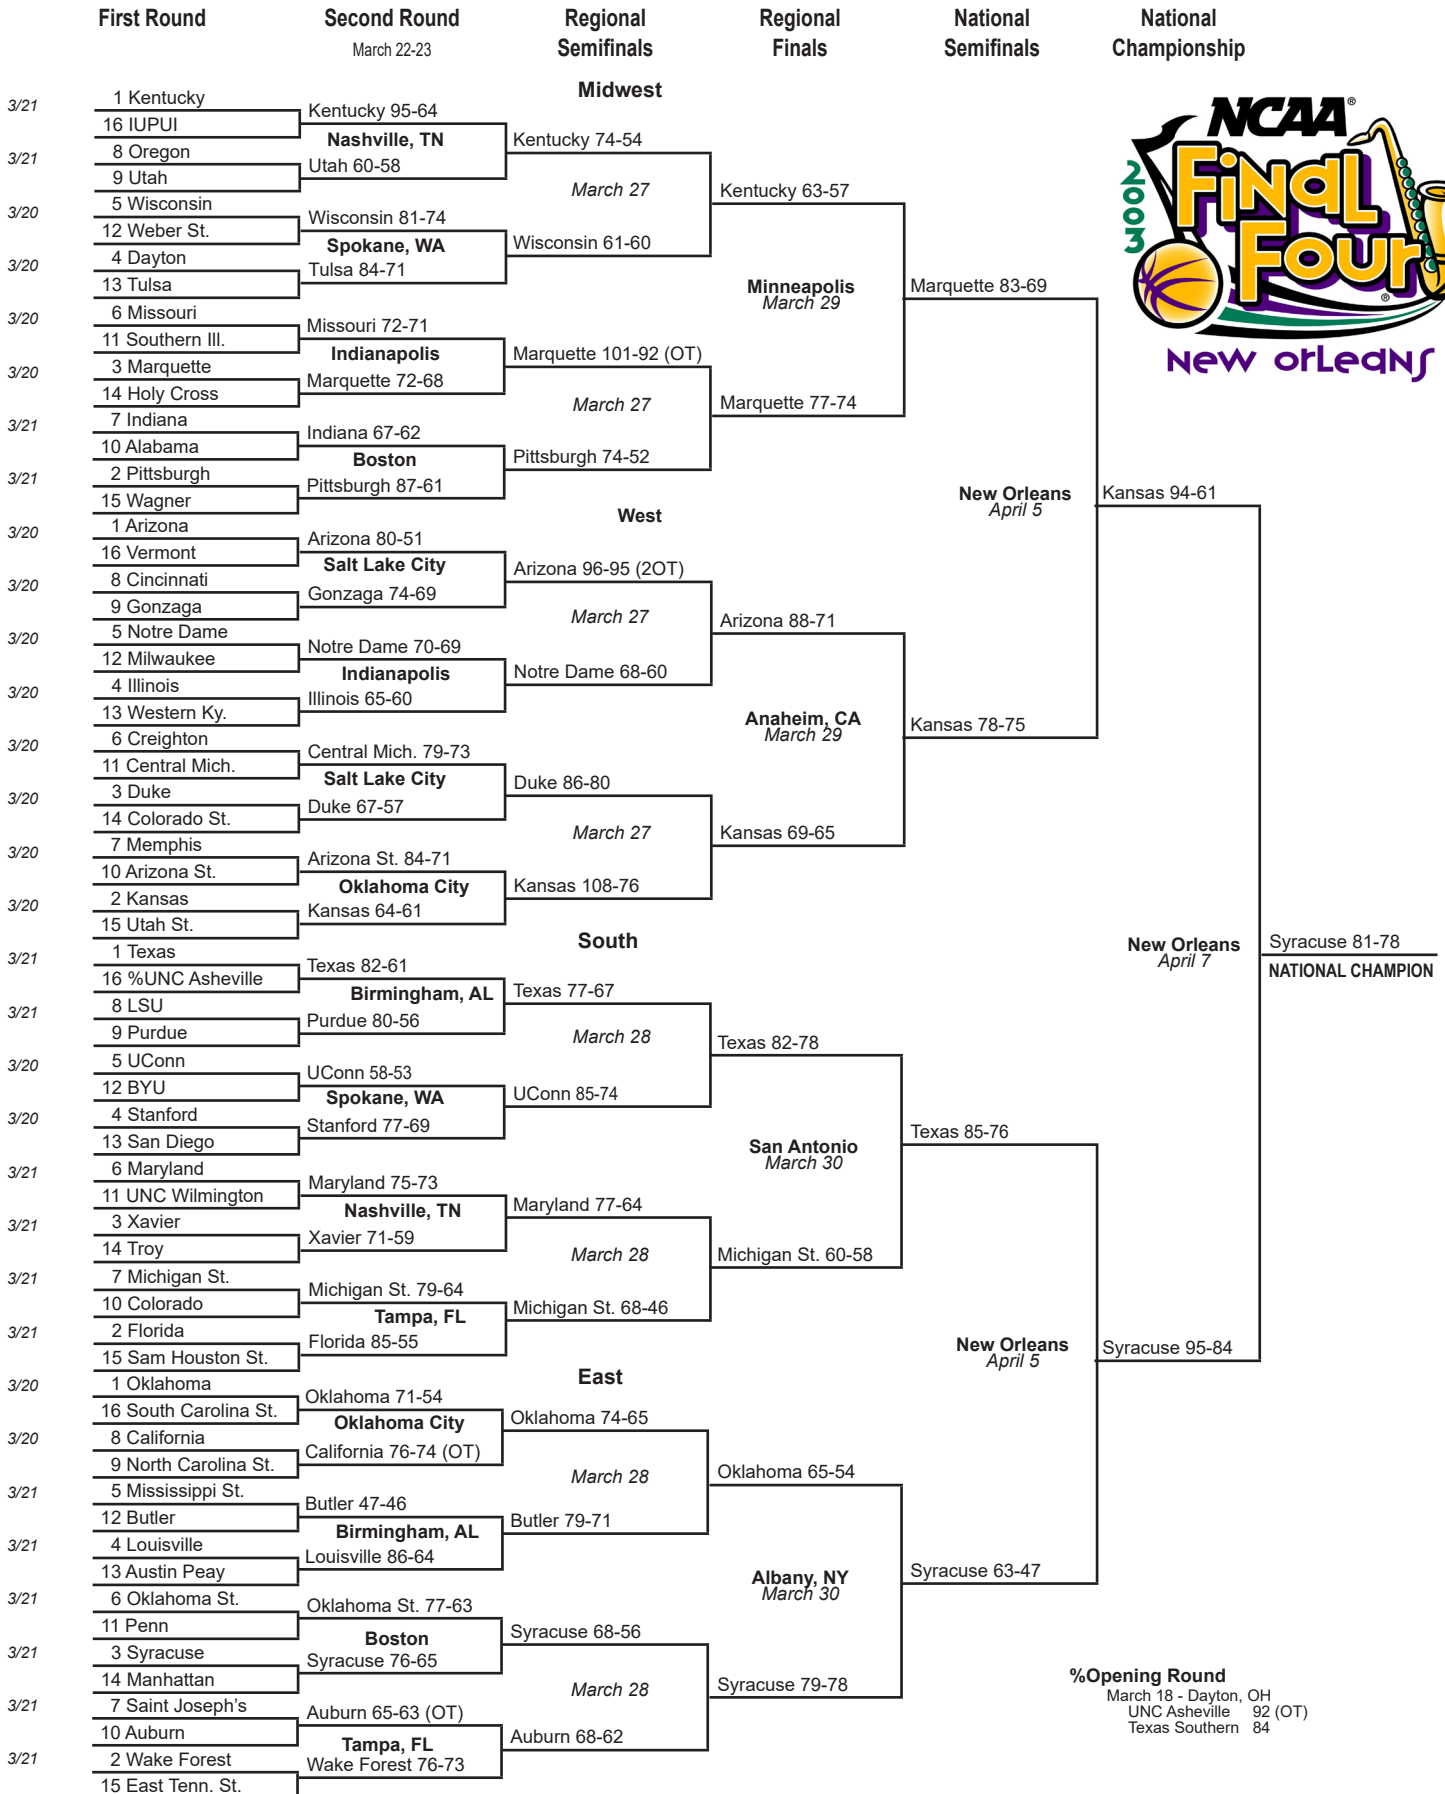 First Round Second Round Regional Regional National National
March 22-23 Semifinals Finals Semifinals Championship
NCAA®
2003
Final
Four®
New Orleans
Midwest
3/21
1 Kentucky
Kentucky 95-64
16 IUPUI
Nashville, TN
Kentucky 74-54
3/21
8 Oregon
Utah 60-58
9 Utah
March 27
Kentucky 63-57
3/20
5 Wisconsin
Wisconsin 81-74
12 Weber St.
Spokane, WA
Wisconsin 61-60
3/20
4 Dayton
Tulsa 84-71
13 Tulsa
Minneapolis
March 29
Marquette 83-69
3/20
6 Missouri
Missouri 72-71
11 Southern Ill.
Indianapolis
Marquette 101-92 (OT)
3/20
3 Marquette
Marquette 72-68
14 Holy Cross
March 27
Marquette 77-74
3/21
7 Indiana
Indiana 67-62
10 Alabama
Boston
Pittsburgh 74-52
3/21
2 Pittsburgh
Pittsburgh 87-61
15 Wagner
New Orleans
April 5
Kansas 94-61
West
3/20
1 Arizona
Arizona 80-51
16 Vermont
Salt Lake City
Arizona 96-95 (2OT)
3/20
8 Cincinnati
Gonzaga 74-69
9 Gonzaga
March 27
Arizona 88-71
3/20
5 Notre Dame
Notre Dame 70-69
12 Milwaukee
Indianapolis
Notre Dame 68-60
3/20
4 Illinois
Illinois 65-60
13 Western Ky.
Anaheim, CA
March 29
Kansas 78-75
3/20
6 Creighton
Central Mich. 79-73
11 Central Mich.
Salt Lake City
Duke 86-80
3/20
3 Duke
Duke 67-57
14 Colorado St.
March 27
Kansas 69-65
3/20
7 Memphis
Arizona St. 84-71
10 Arizona St.
Oklahoma City
Kansas 108-76
3/20
2 Kansas
Kansas 64-61
15 Utah St.
New Orleans
April 7
Syracuse 81-78
NATIONAL CHAMPION
South
3/21
1 Texas
Texas 82-61
16 %UNC Asheville
Birmingham, AL
Texas 77-67
3/21
8 LSU
Purdue 80-56
9 Purdue
March 28
Texas 82-78
3/20
5 UConn
UConn 58-53
12 BYU
Spokane, WA
UConn 85-74
3/20
4 Stanford
Stanford 77-69
13 San Diego
San Antonio
March 30
Texas 85-76
3/21
6 Maryland
Maryland 75-73
11 UNC Wilmington
Nashville, TN
Maryland 77-64
3/21
3 Xavier
Xavier 71-59
14 Troy
March 28
Michigan St. 60-58
3/21
7 Michigan St.
Michigan St. 79-64
10 Colorado
Tampa, FL
Michigan St. 68-46
3/21
2 Florida
Florida 85-55
15 Sam Houston St.
New Orleans
April 5
Syracuse 95-84
East
3/20
1 Oklahoma
Oklahoma 71-54
16 South Carolina St.
Oklahoma City
Oklahoma 74-65
3/20
8 California
California 76-74 (OT)
9 North Carolina St.
March 28
Oklahoma 65-54
3/21
5 Mississippi St.
Butler 47-46
12 Butler
Birmingham, AL
Butler 79-71
3/21
4 Louisville
Louisville 86-64
13 Austin Peay
Albany, NY
March 30
Syracuse 63-47
3/21
6 Oklahoma St.
Oklahoma St. 77-63
11 Penn
Boston
Syracuse 68-56
3/21
3 Syracuse
Syracuse 76-65
14 Manhattan
March 28
Syracuse 79-78
3/21
7 Saint Joseph's
Auburn 65-63 (OT)
10 Auburn
Tampa, FL
Auburn 68-62
3/21
2 Wake Forest
Wake Forest 76-73
15 East Tenn. St.
%Opening Round
March 18 - Dayton, OH
UNC Asheville 92 (OT)
Texas Southern 84